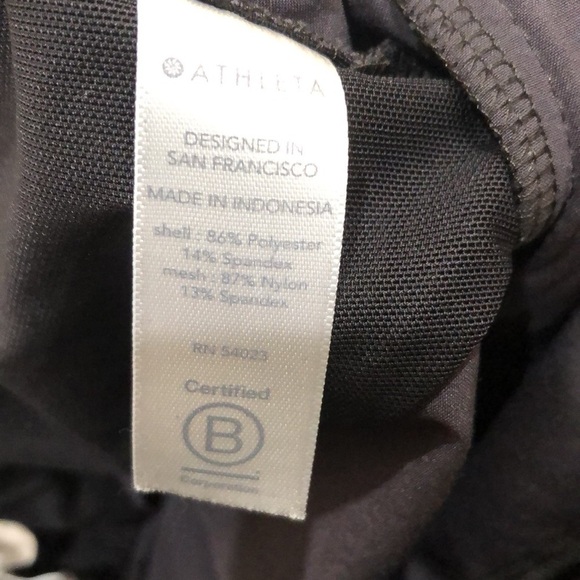 ATHLETA
DESIGNED IN
SAN FRANCISCO
MADE IN INDONESIA
shell : 86% Polyester
14% Spandex
mesh : 87% Nylon
13% Spandex
RN 54023
Certified
B
Corporation